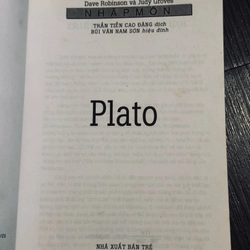 Dave Robinson và Judy Groves
NHẬP MÔN
TRẦN TIỄN CAO ĐĂNG dịch
BÙI VĂN NAM SƠN hiệu đính
Plato
NHÀ XUẤT BẢN TRẺ